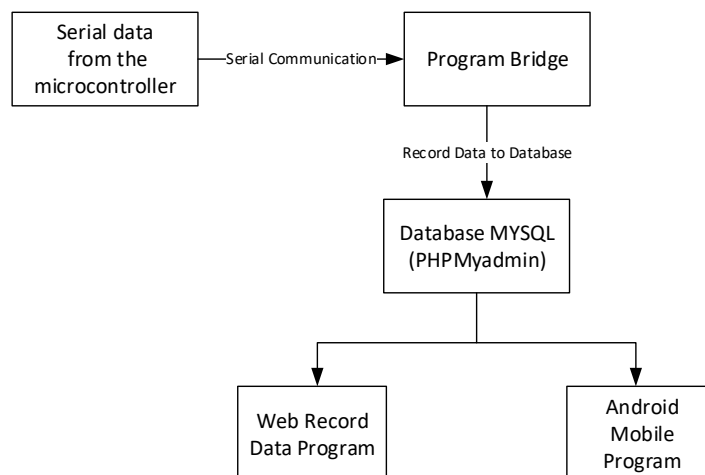 Serial data
from the
microcontroller
Serial Communication
Program Bridge
Record Data to Database
Database MYSQL
(PHPMyadmin)
Web Record
Data Program
Android
Mobile
Program